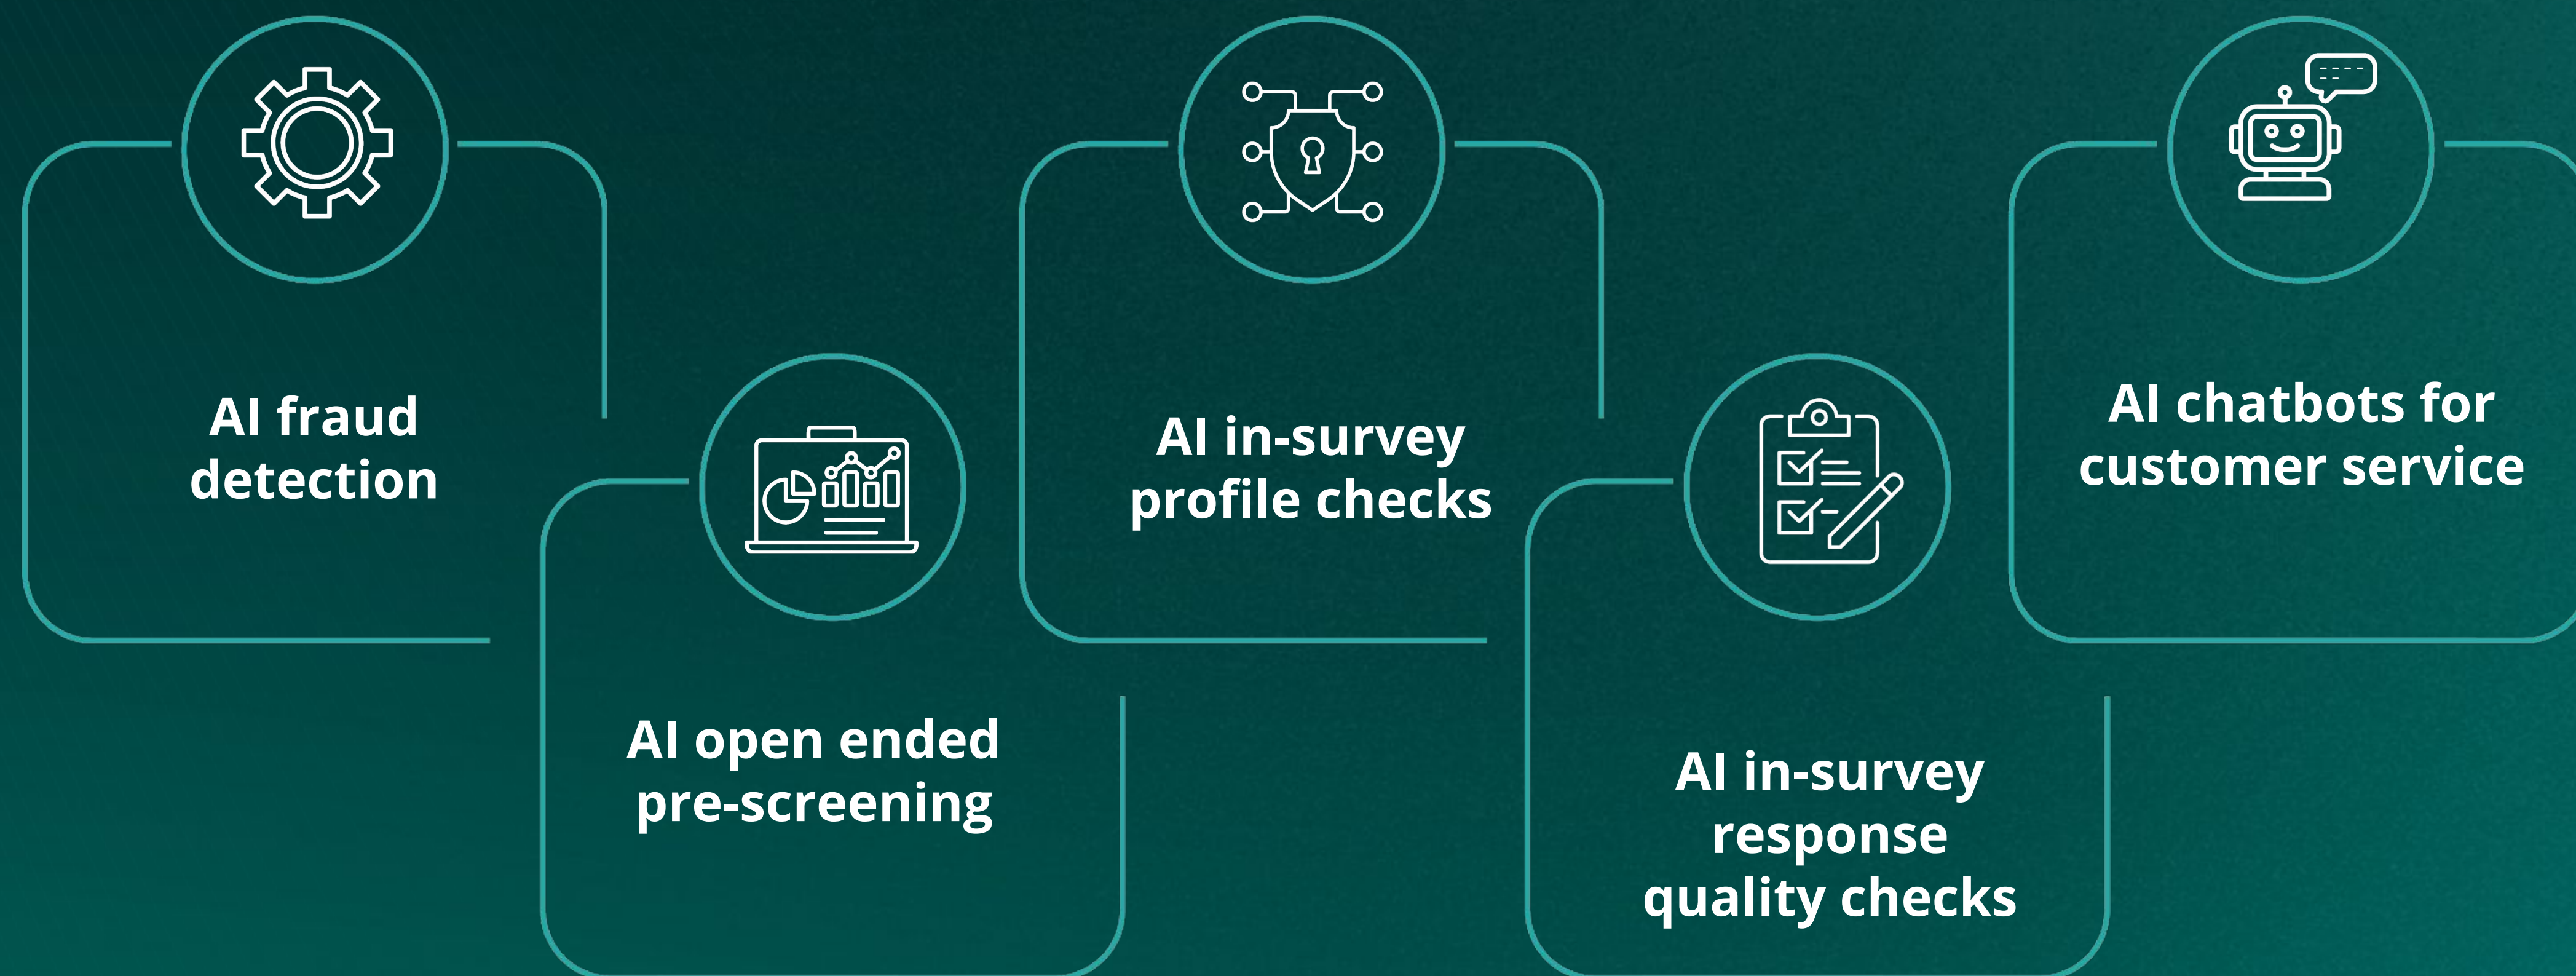 AI fraud
detection
AI open ended
pre-screening
AI in-survey
profile checks
AI in-survey
response
quality checks
AI chatbots for
customer service